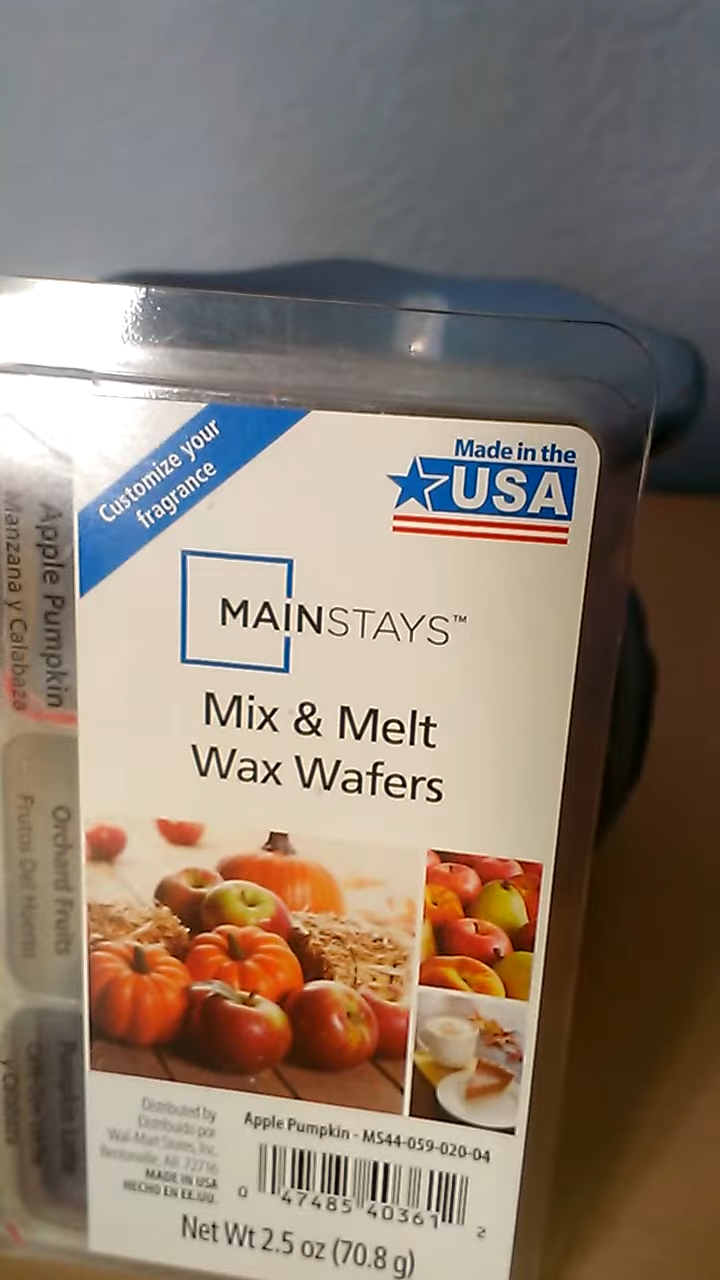 Customize your
fragrance
Made in the
USA
MAINSTAYS™
Mix & Melt
Wax Wafers
Apple Pumpkin
Manzana y Calabaza
Orchard Fruits
Frutos Del Huerto
Distributed by
Distribuido por
Wal-Mart Stores, Inc.
Bentonville, AR 72716
MADE IN USA
HECHO EN EE.UU.
Apple Pumpkin - MS44-059-020-04
0 47485 40361 2
Net Wt 2.5 oz (70.8 g)